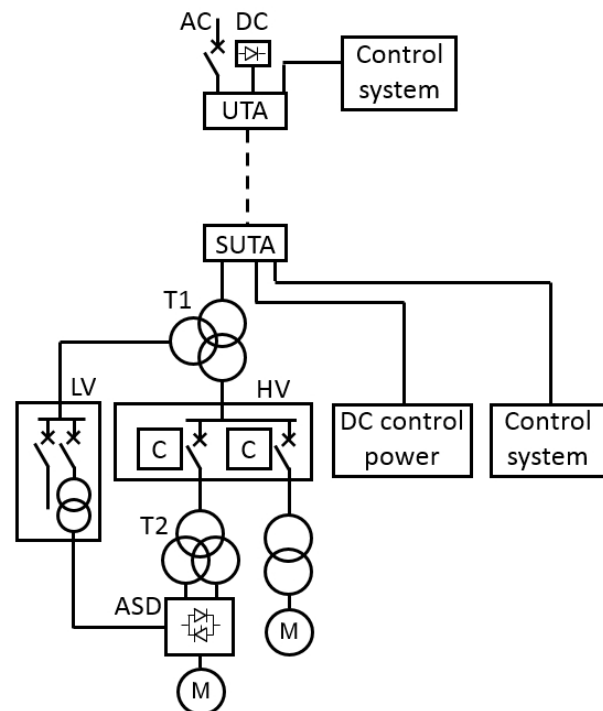 AC DC
Control
system
UTA
SUTA
T1
LV
HV
C
C
DC control
power
Control
system
T2
ASD
M
M